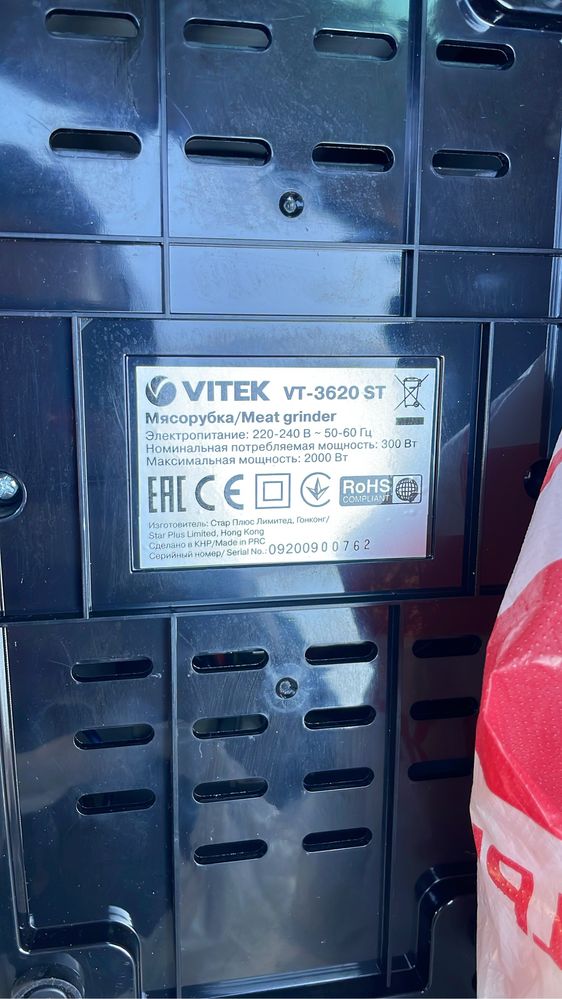 VITEK VT-3620 ST
Мясорубка/Meat grinder
Электропитание: 220-240 В ~ 50-60 Гц
Номинальная потребляемая мощность: 300 Вт
Максимальная мощность: 2000 Вт
EAC CE RoHS
COMPLIANT
Изготовитель: Стар Плюс Лимитед, Гонконг/
Star Plus Limited, Hong Kong
Сделано в КНР/Made in PRC
Серийный номер/ Serial No.: 09200900762